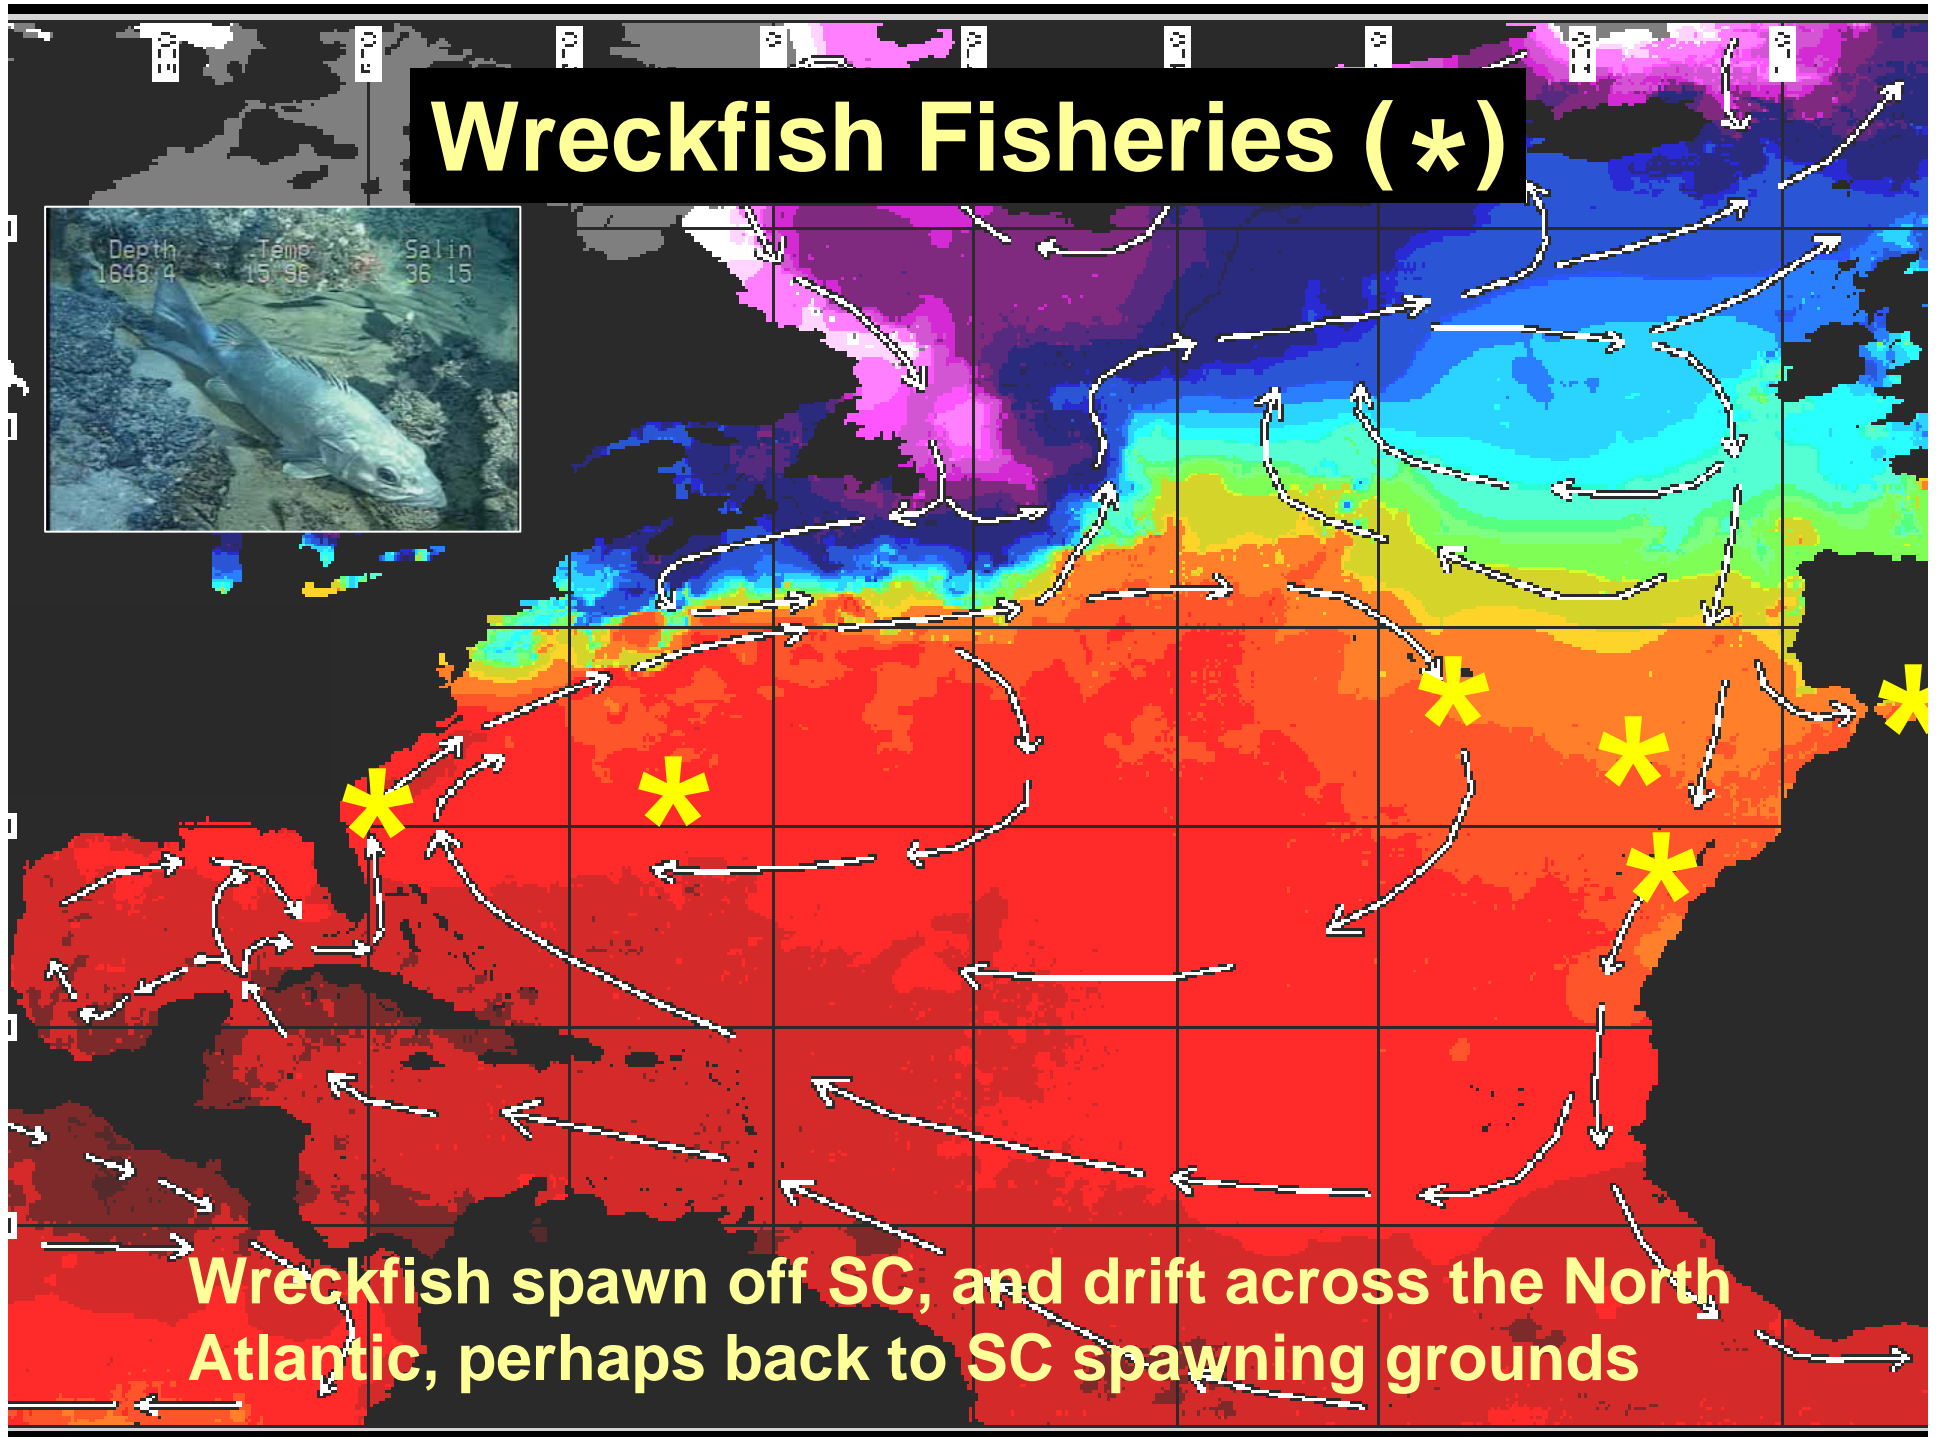 Wreckfish Fisheries (*)
Depth Temp Salin
1648.4 15.96 36 15
Wreckfish spawn off SC, and drift across the North
Atlantic, perhaps back to SC spawning grounds